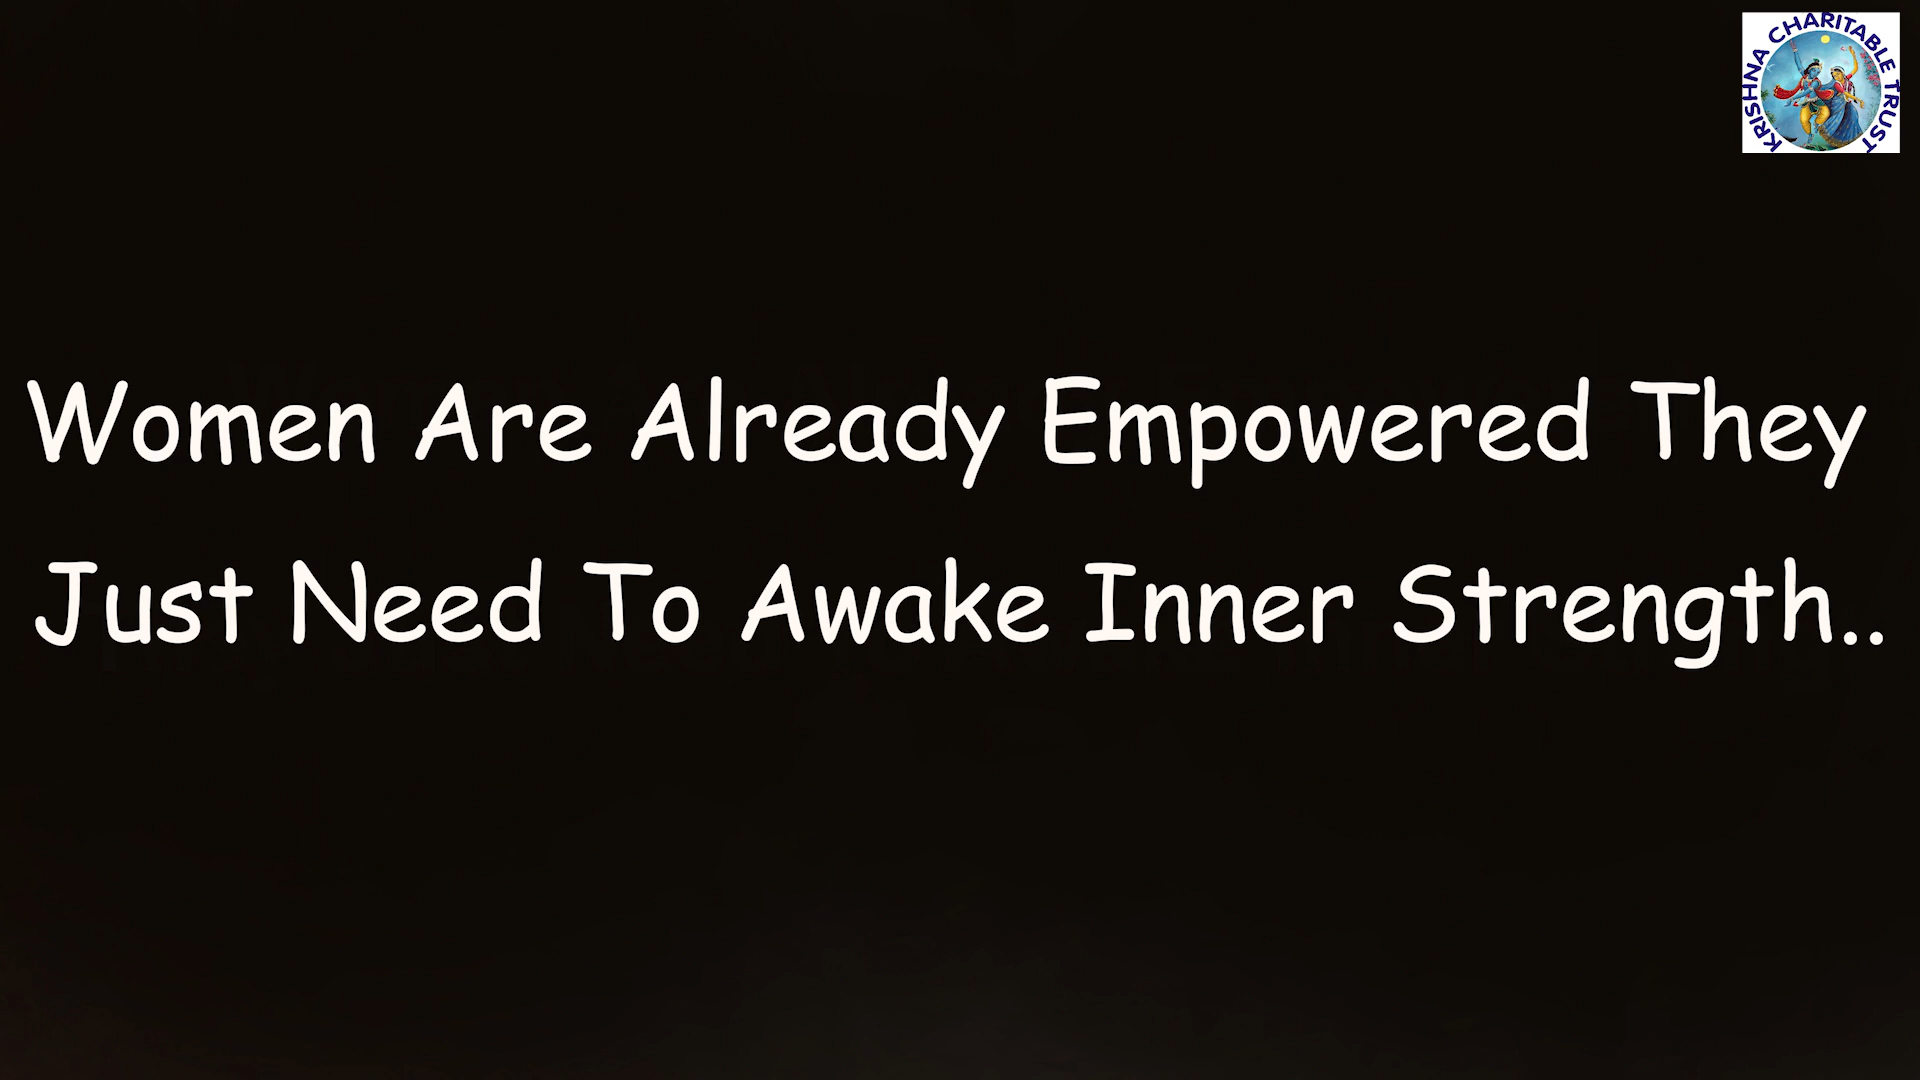 KRISHNA CHARITABLE TRUST
Women Are Already Empowered They
Just Need To Awake Inner Strength..